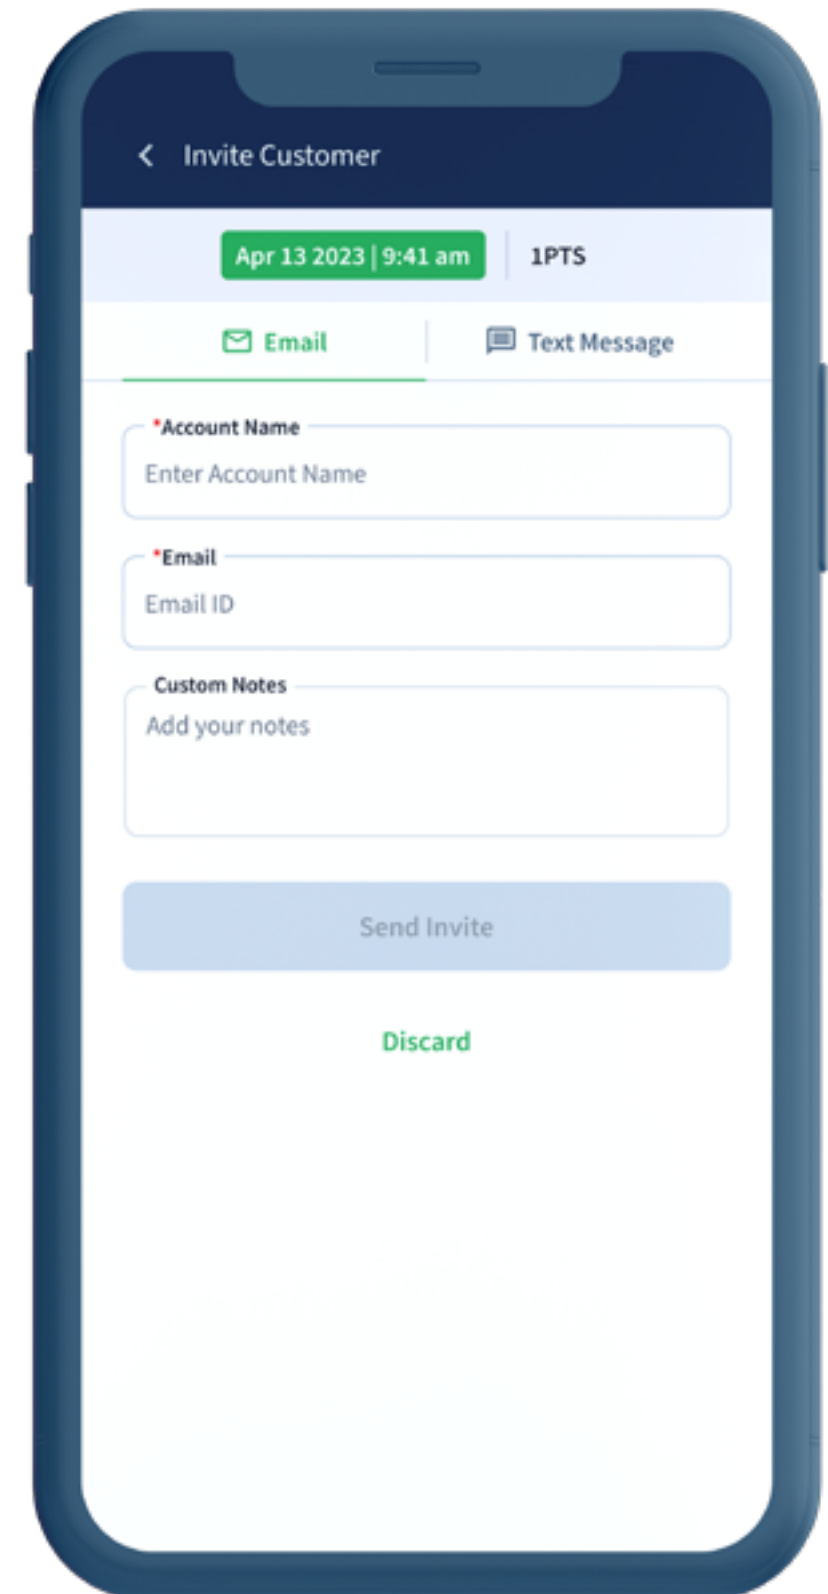 Invite Customer
Apr 13 2023 | 9:41 am 1PTS
Email Text Message
*Account Name
Enter Account Name
*Email
Email ID
Custom Notes
Add your notes
Send Invite
Discard